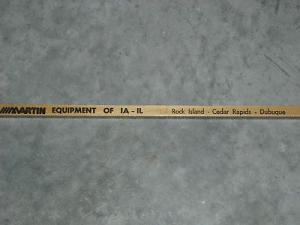 MARTIN EQUIPMENT OF IA - IL Rock Island - Cedar Rapids - Dubuque